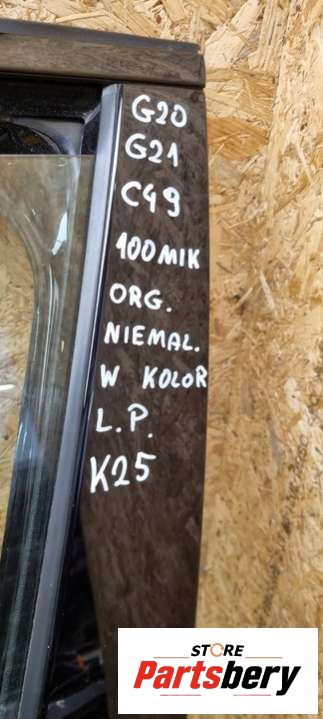 G20
G21
C49
100MIK
ORG.
NIEMAL.
W KOLOR
L.P.
K25
STORE
Partsbery